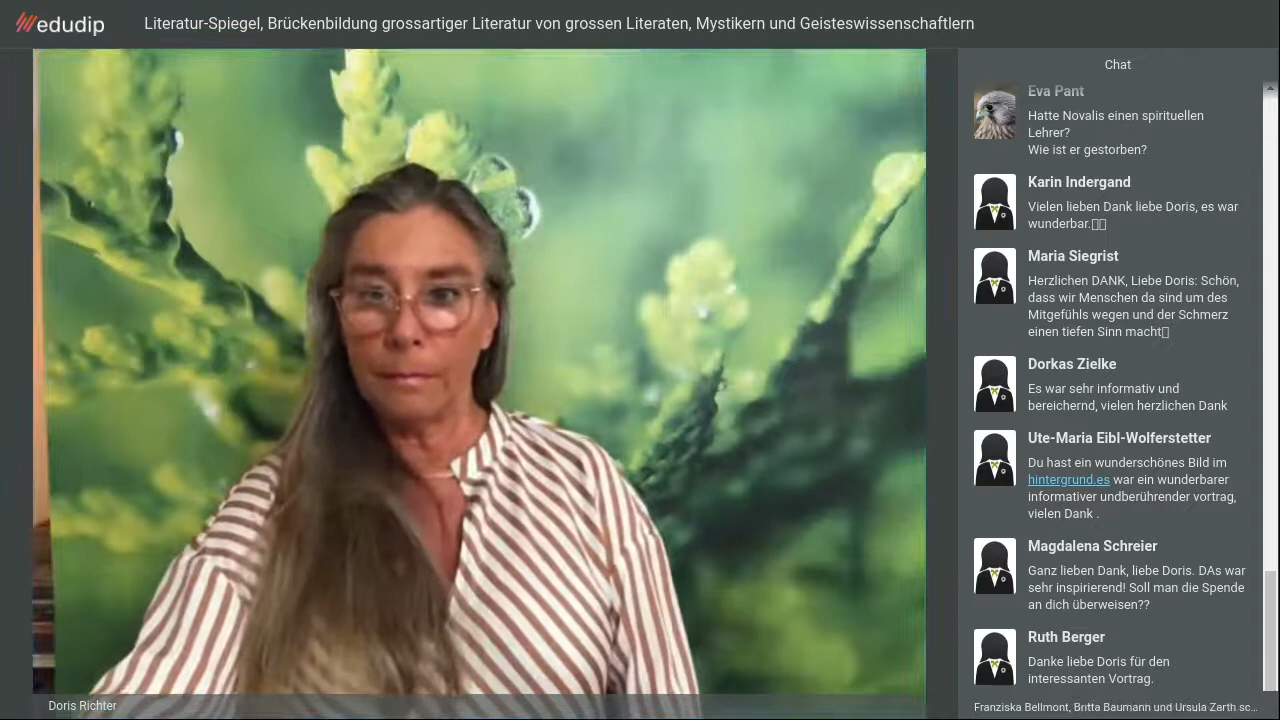 edudip
Literatur-Spiegel, Brückenbildung grossartiger Literatur von grossen Literaten, Mystikern und Geisteswissenschaftlern
Chat
Eva Pant
Hatte Novalis einen spirituellen
Lehrer?
Wie ist er gestorben?
Karin Indergand
Vielen lieben Dank liebe Doris, es war
wunderbar.
Maria Siegrist
Herzlichen DANK, Liebe Doris: Schön,
dass wir Menschen da sind um des
Mitgefühls wegen und der Schmerz
einen tiefen Sinn macht
Dorkas Zielke
Es war sehr informativ und
bereichernd, vielen herzlichen Dank
Ute-Maria Eibl-Wolferstetter
Du hast ein wunderschönes Bild im
hintergrund.es war ein wunderbarer
informativer undberührender vortrag,
vielen Dank .
Magdalena Schreier
Ganz lieben Dank, liebe Doris. DAs war
sehr inspirierend! Soll man die Spende
an dich überweisen??
Ruth Berger
Danke liebe Doris für den
interessanten Vortrag.
Franziska Bellmont, Britta Baumann und Ursula Zarth sc...
Doris Richter